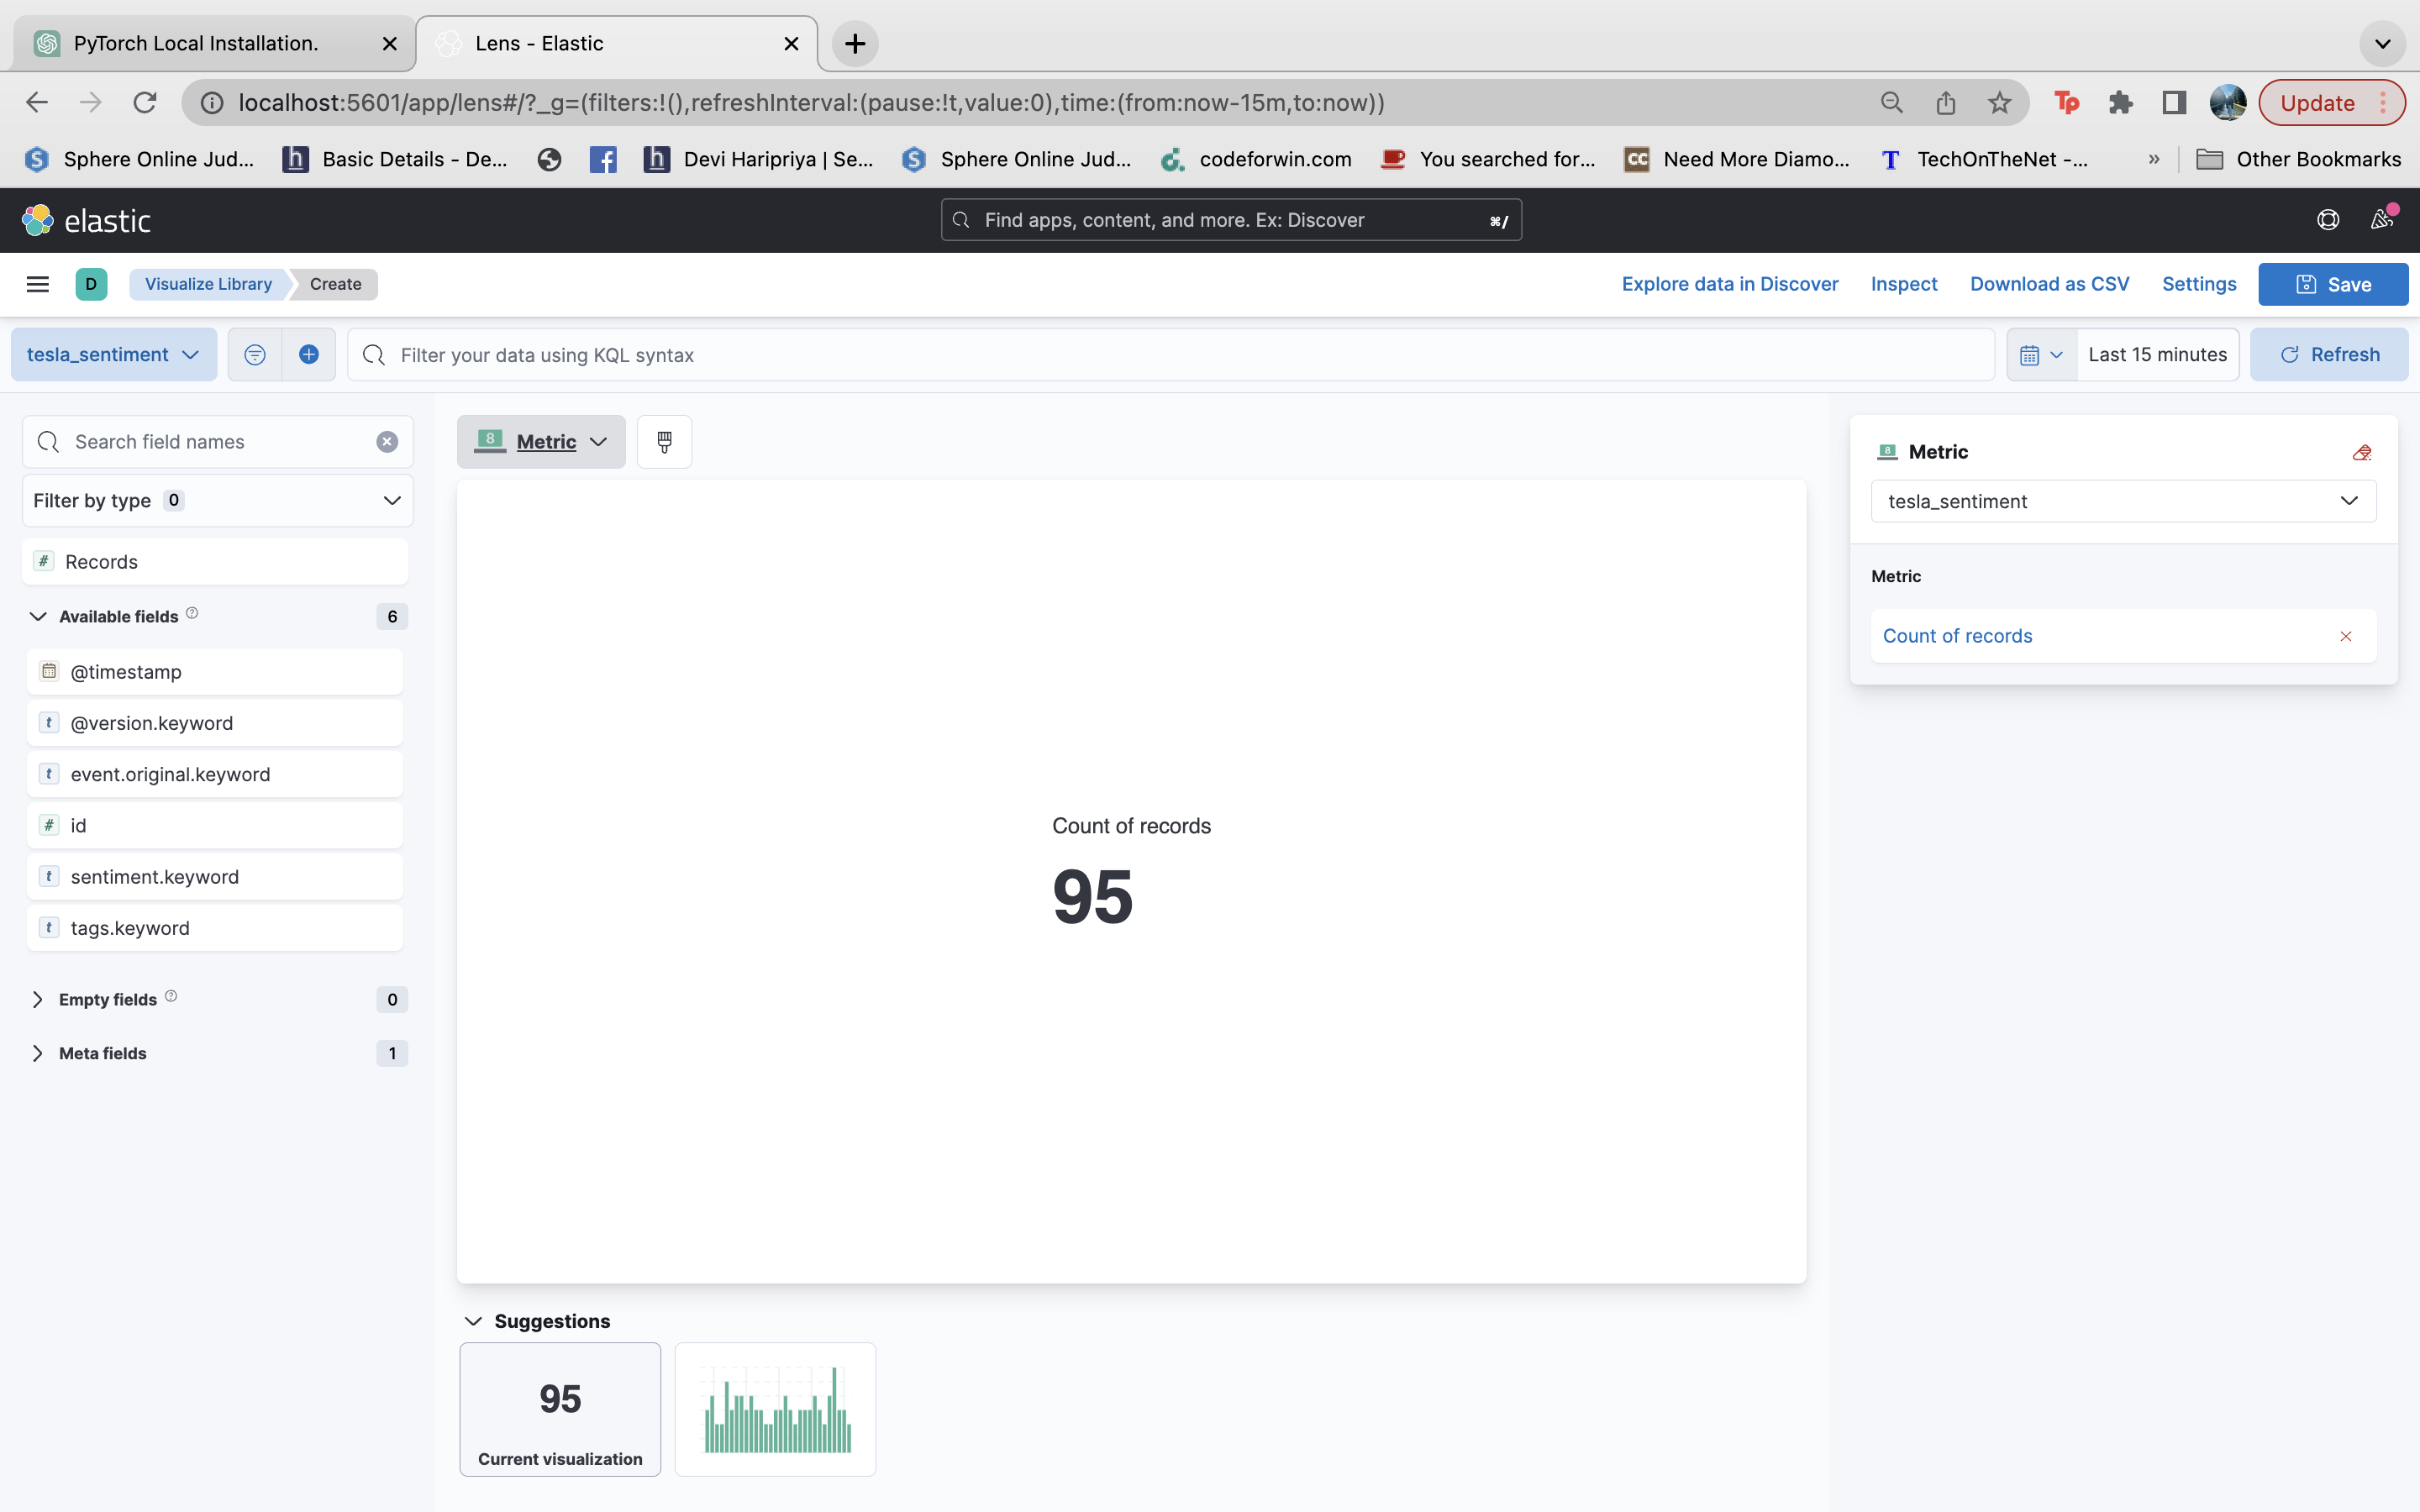 PyTorch Local Installation.
Lens - Elastic
localhost:5601/app/lens#/?_g=(filters:!(),refreshInterval:(pause:!t,value:0),time:(from:now-15m,to:now))
Tp
Update
Sphere Online Jud...
Basic Details - De...
Devi Haripriya | Se...
Sphere Online Jud...
codeforwin.com
You searched for...
CC
Need More Diamo...
TechOnTheNet -...
»
Other Bookmarks
elastic
Find apps, content, and more. Ex: Discover
⌘/
D
Visualize Library
Create
Explore data in Discover
Inspect
Download as CSV
Settings
Save
tesla_sentiment
Filter your data using KQL syntax
Last 15 minutes
Refresh
Search field names
Filter by type 0
# Records
Available fields 6
@timestamp
t @version.keyword
t event.original.keyword
# id
t sentiment.keyword
t tags.keyword
Empty fields 0
Meta fields 1
8 Metric
Count of records
95
Suggestions
95
Current visualization
8 Metric
tesla_sentiment
Metric
Count of records